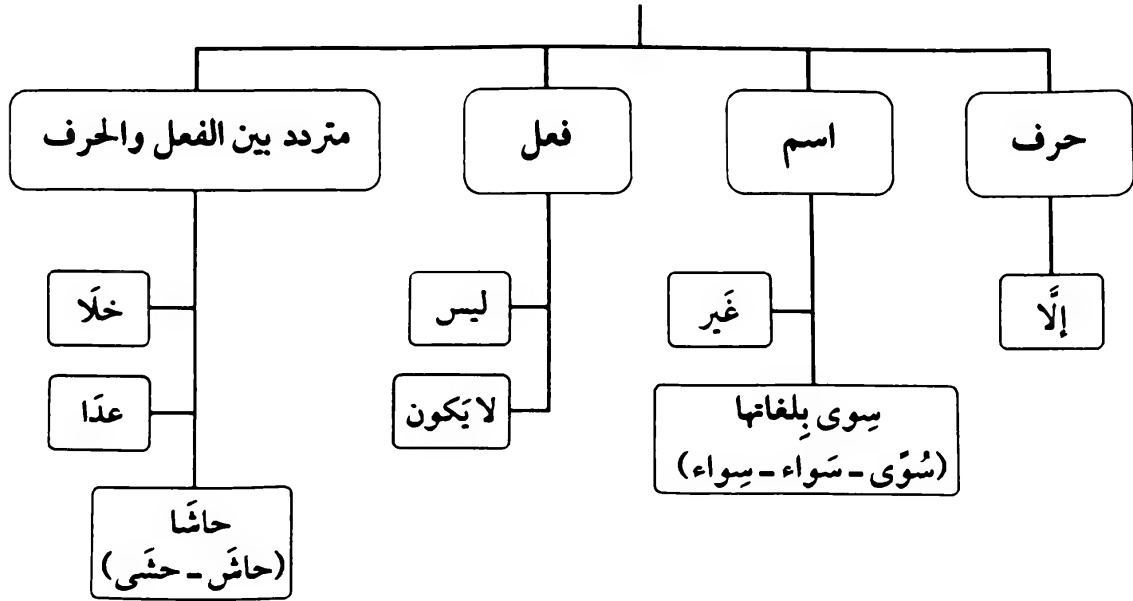 حرف
اسم
فعل
متردد بين الفعل والحرف
إلَّا
غَير
سِوى بِلغاتها
(سُوًى - سَواء - سِواء)
ليس
لا يَكون
خلَا
عدَا
حاشَا
(حاشَ - حشَى)